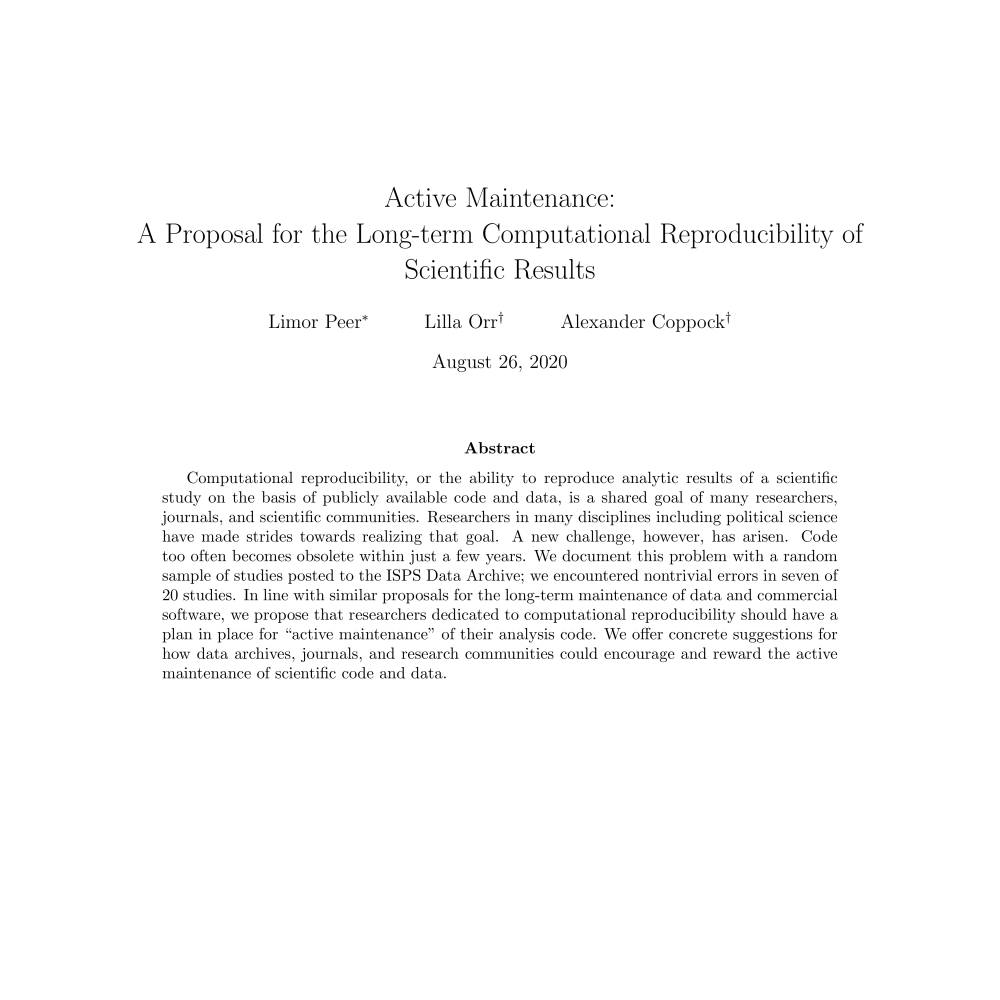 Active Maintenance:
A Proposal for the Long-term Computational Reproducibility of
Scientific Results
Limor Peer* Lilla Orr† Alexander Coppock†
August 26, 2020
Abstract
Computational reproducibility, or the ability to reproduce analytic results of a scientific
study on the basis of publicly available code and data, is a shared goal of many researchers,
journals, and scientific communities. Researchers in many disciplines including political science
have made strides towards realizing that goal. A new challenge, however, has arisen. Code
too often becomes obsolete within just a few years. We document this problem with a random
sample of studies posted to the ISPS Data Archive; we encountered nontrivial errors in seven of
20 studies. In line with similar proposals for the long-term maintenance of data and commercial
software, we propose that researchers dedicated to computational reproducibility should have a
plan in place for “active maintenance” of their analysis code. We offer concrete suggestions for
how data archives, journals, and research communities could encourage and reward the active
maintenance of scientific code and data.